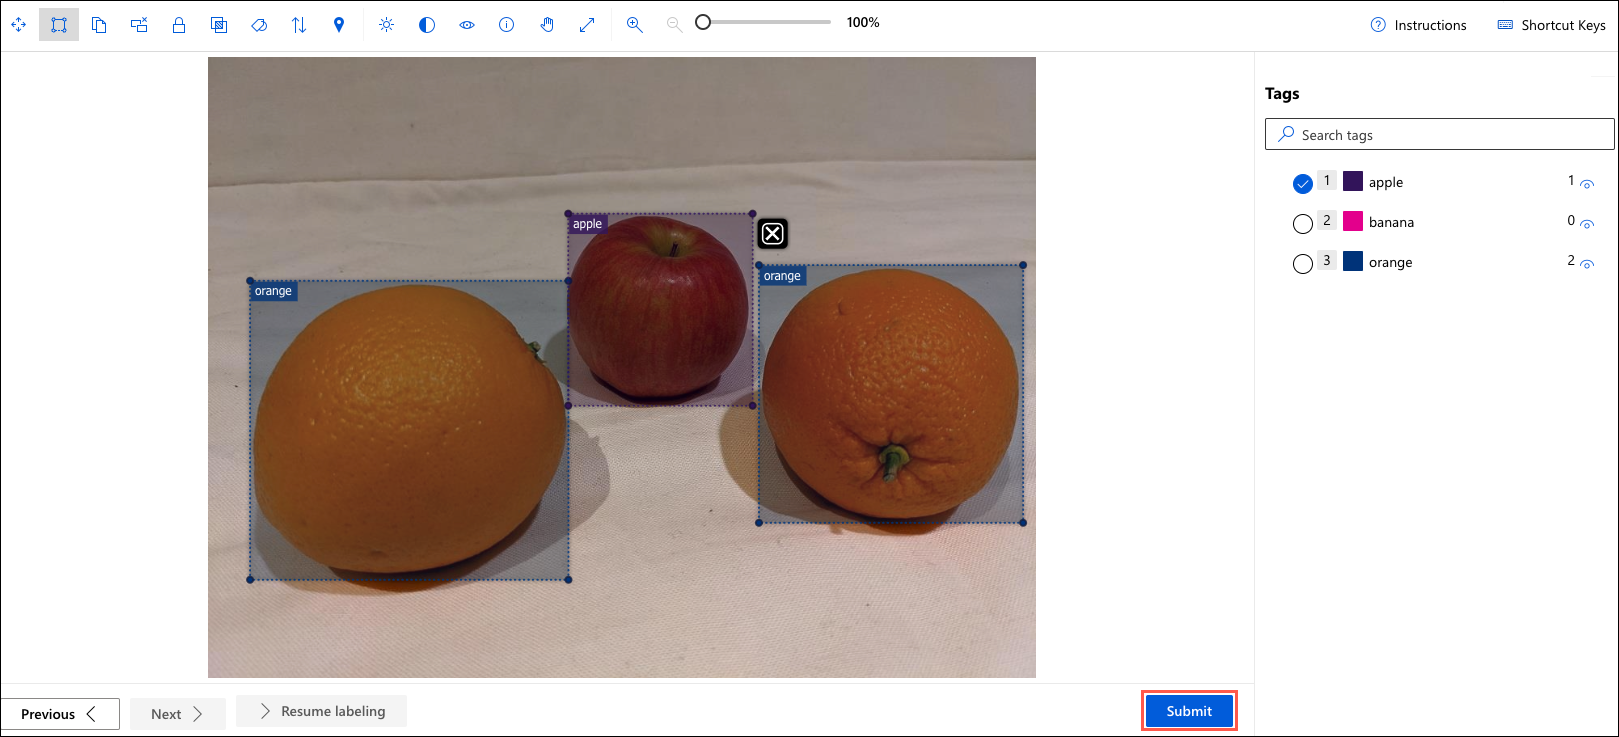 100%
Instructions
Shortcut Keys
Tags
Search tags
1 apple 1
2 banana 0
3 orange 2
apple
orange
orange
Previous
Next
Resume labeling
Submit